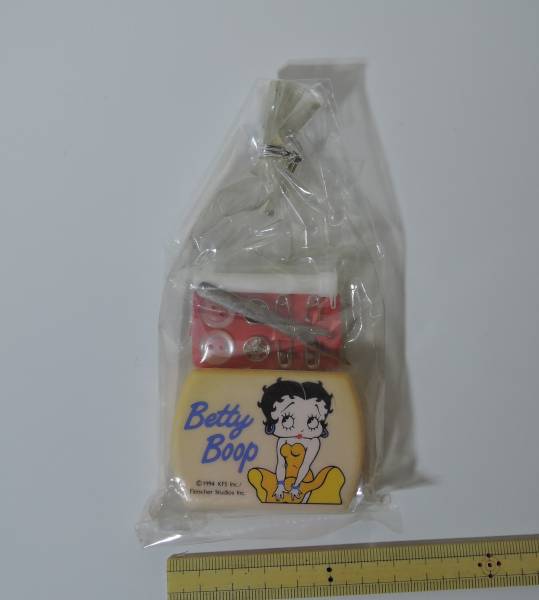 Betty
Boop
©1994 KFS Inc./
Fleischer Studios Inc.